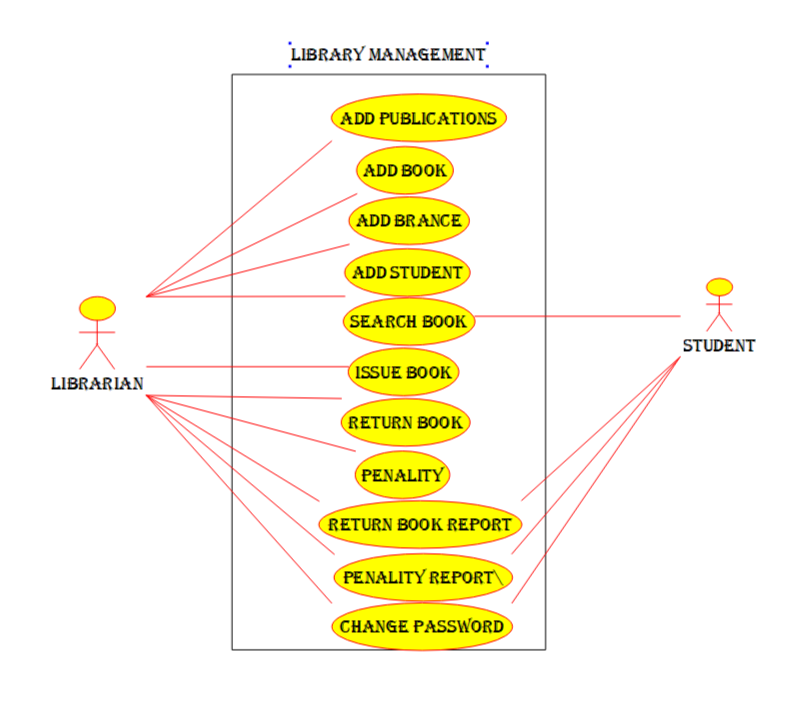 LIBRARY MANAGEMENT
ADD PUBLICATIONS
ADD BOOK
ADD BRANCE
ADD STUDENT
SEARCH BOOK
STUDENT
ISSUE BOOK
LIBRARIAN
RETURN BOOK
PENALITY
RETURN BOOK REPORT
PENALITY REPORT\
CHANGE PASSWORD